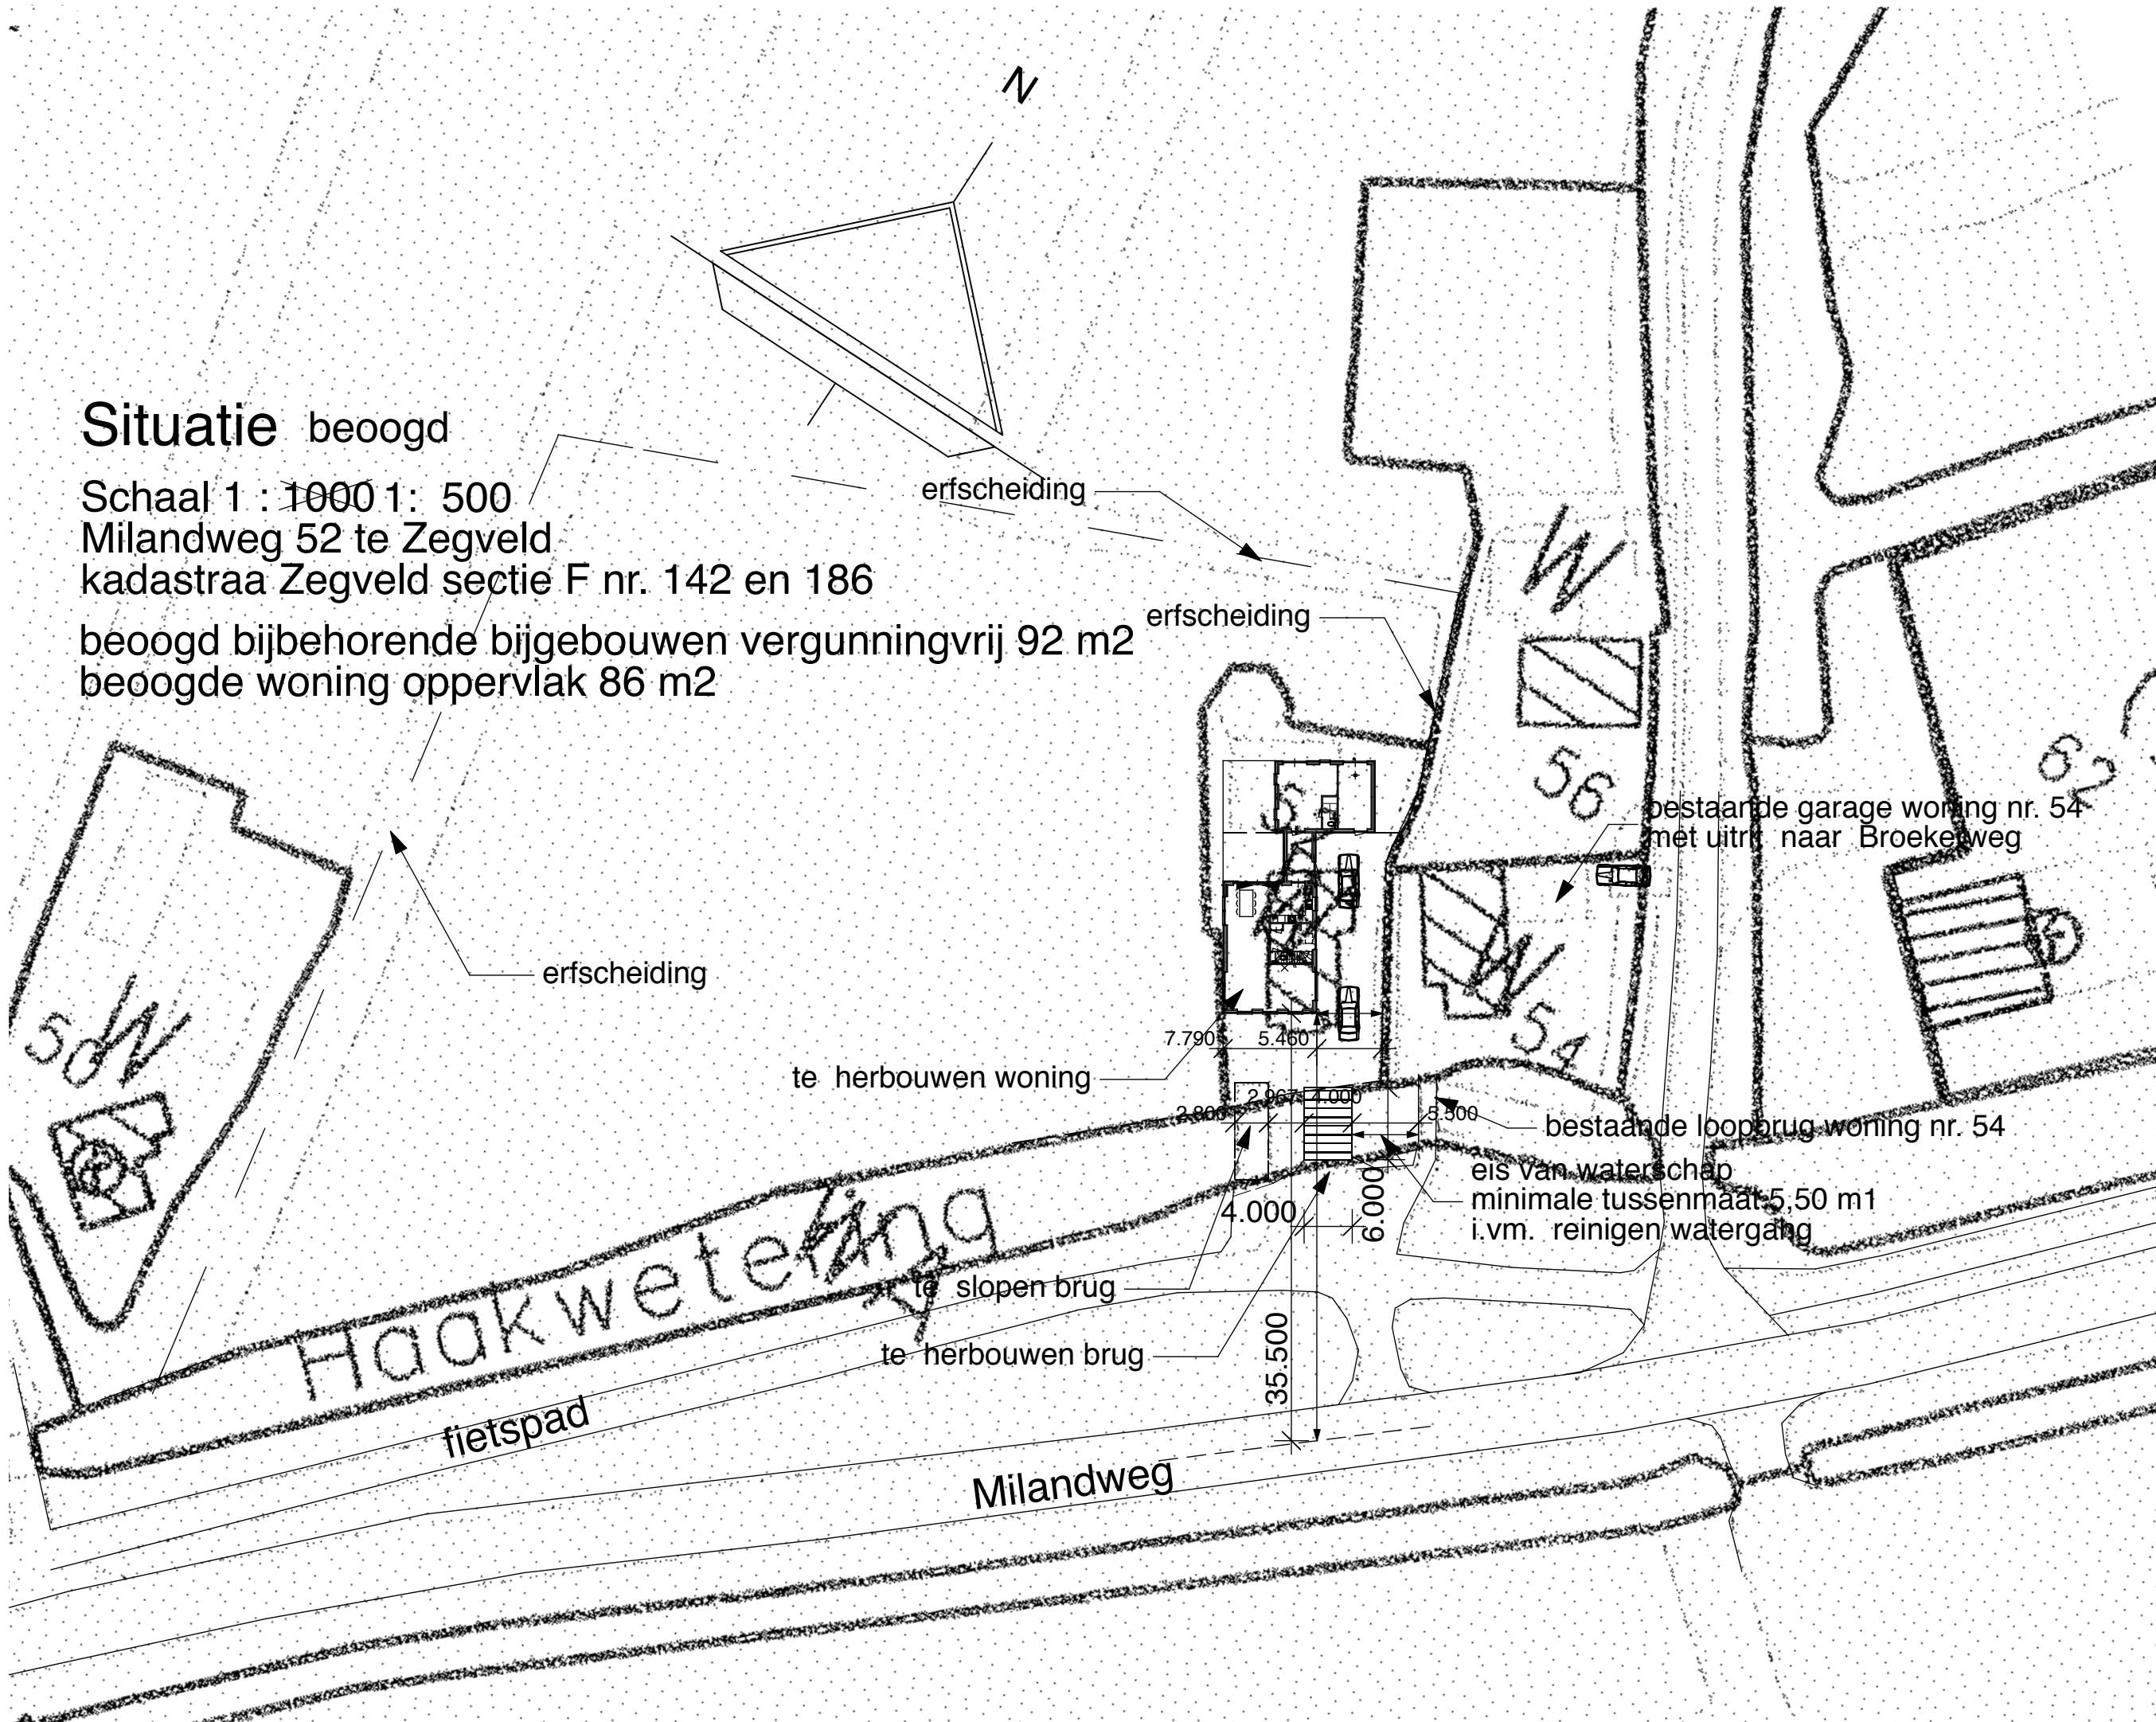 N
Situatie beoogd
Schaal 1 : 1000 1: 500
Milandweg 52 te Zegveld
kadastraa Zegveld sectie F nr. 142 en 186
beoogd bijbehorende bijgebouwen vergunningvrij 92 m2
beoogde woning oppervlak 86 m2
erfscheiding
erfscheiding
W
56
62
bestaande garage woning nr. 54
met uitrit naar Broekerweg
erfscheiding
W
50
W
54
7.790
5.460
te herbouwen woning
2.800
2.967
4.000
5.500
bestaande loopbrug woning nr. 54
eis van waterschap
minimale tussenmaat 5,50 m1
i.vm. reinigen watergang
4.000
6.000
Haakwetering
te slopen brug
te herbouwen brug
35.500
fietspad
Milandweg